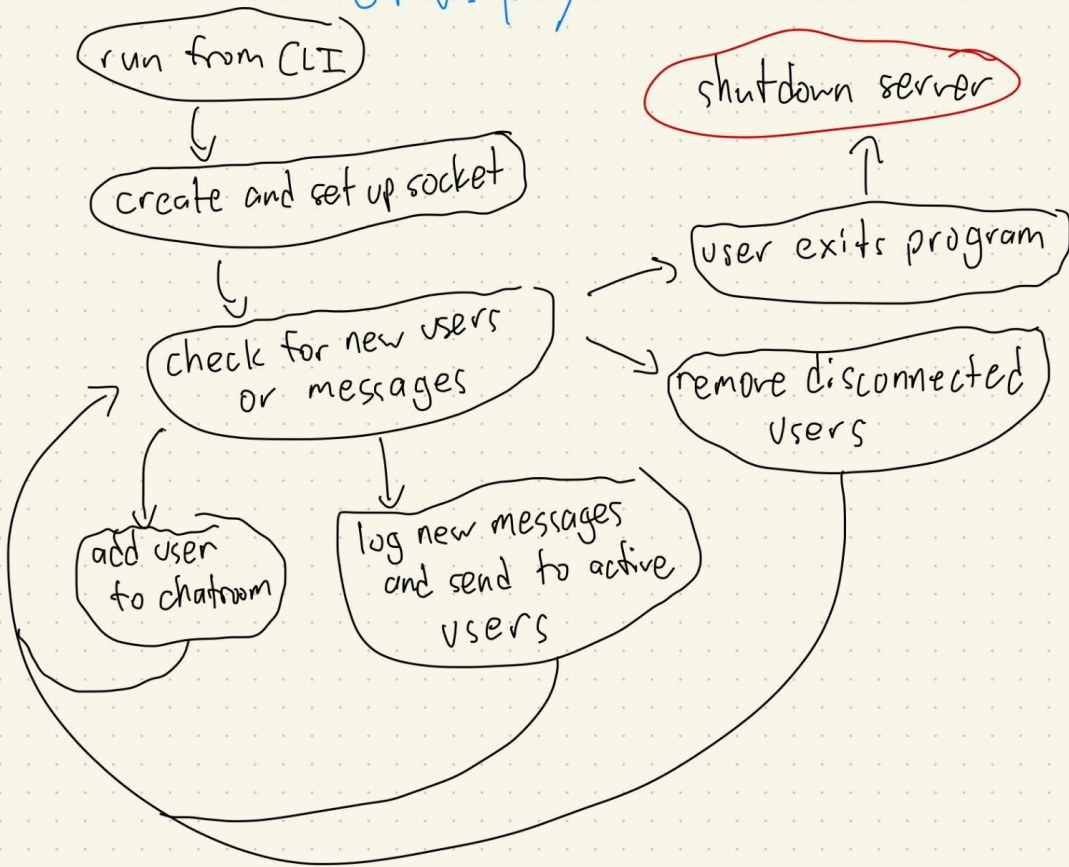 run from CLI
shutdown server
create and set up socket
user exits program
check for new users
or messages
remove disconnected
users
add user
to chatroom
log new messages
and send to active
users